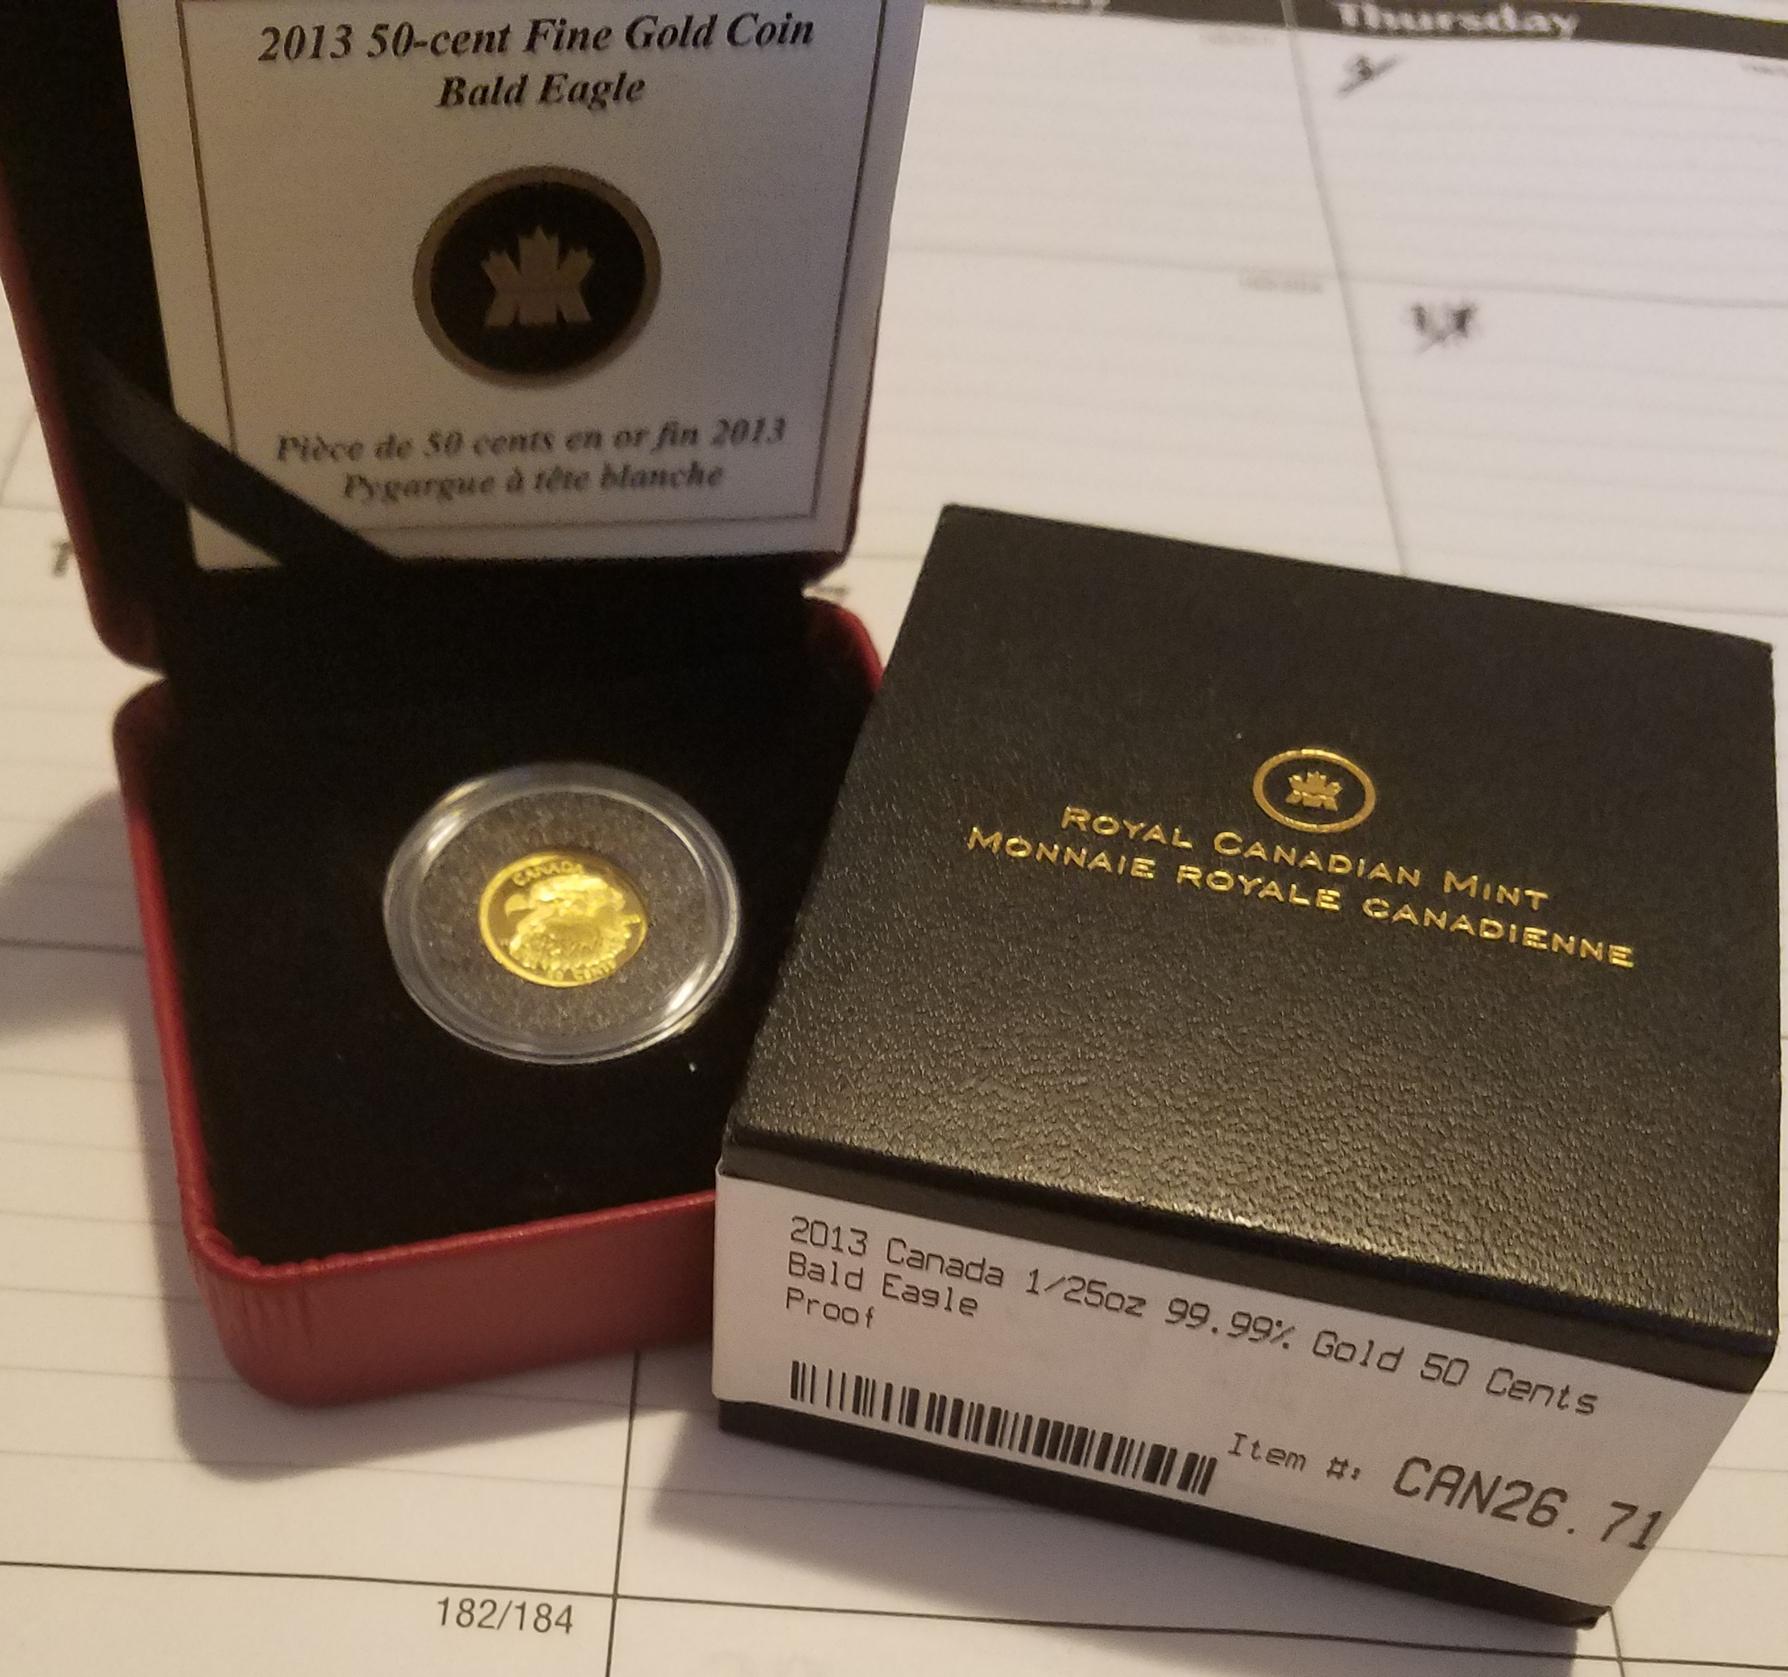 2013 50-cent Fine Gold Coin
Bald Eagle
Pièce de 50 cents en or fin 2013
Pygargue à tête blanche
Thursday
CANADA
ROYAL CANADIAN MINT
MONNAIE ROYALE CANADIENNE
2013 Canada 1/25oz 99.99% Gold 50 Cents
Bald Eagle
Proof
Item #: CAN26.71
182/184